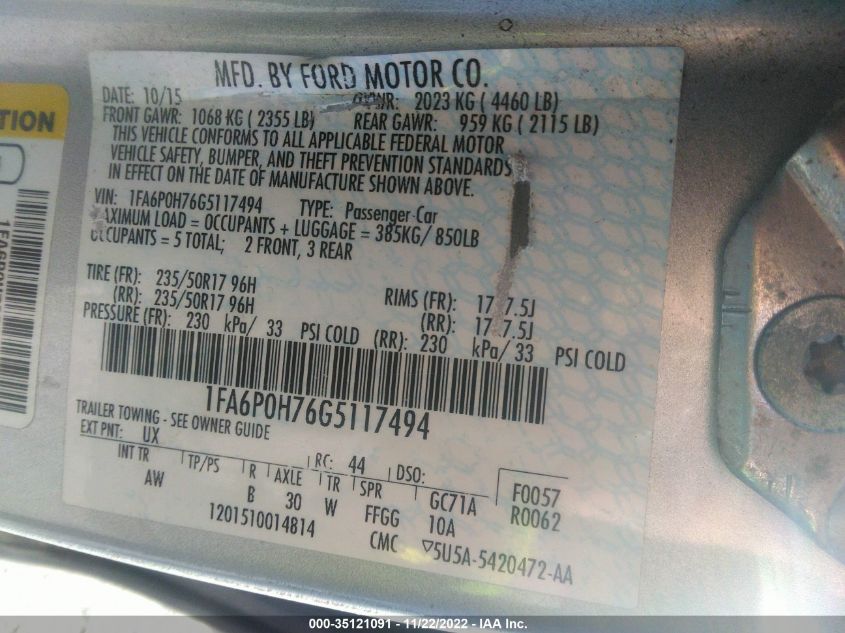 MFD. BY FORD MOTOR CO.
DATE: 10/15 GVWR: 2023 KG ( 4460 LB)
FRONT GAWR: 1068 KG ( 2355 LB) REAR GAWR: 959 KG ( 2115 LB)
THIS VEHICLE CONFORMS TO ALL APPLICABLE FEDERAL MOTOR
VEHICLE SAFETY, BUMPER, AND THEFT PREVENTION STANDARDS
IN EFFECT ON THE DATE OF MANUFACTURE SHOWN ABOVE.
VIN: 1FA6P0H76G5117494 TYPE: Passenger Car
MAXIMUM LOAD = OCCUPANTS + LUGGAGE = 385KG/ 850LB
OCCUPANTS = 5 TOTAL; 2 FRONT, 3 REAR
TIRE (FR): 235/50R17 96H RIMS (FR): 17 7.5J
(RR): 235/50R17 96H (RR): 17 7.5J
PRESSURE (FR): 230 kPa/ 33 PSI COLD (RR): 230 kPa/ 33 PSI COLD
1FA6P0H76G5117494
TRAILER TOWING - SEE OWNER GUIDE
EXT PNT: UX RC: 44 DSO:
INT TR TP/PS R AXLE TR SPR GC71A F0057
AW B 30 W FFGG 10A R0062
1201510014814 CMC ▽5U5A-5420472-AA
TION
000-35121091 - 11/22/2022 - www.iaai.com